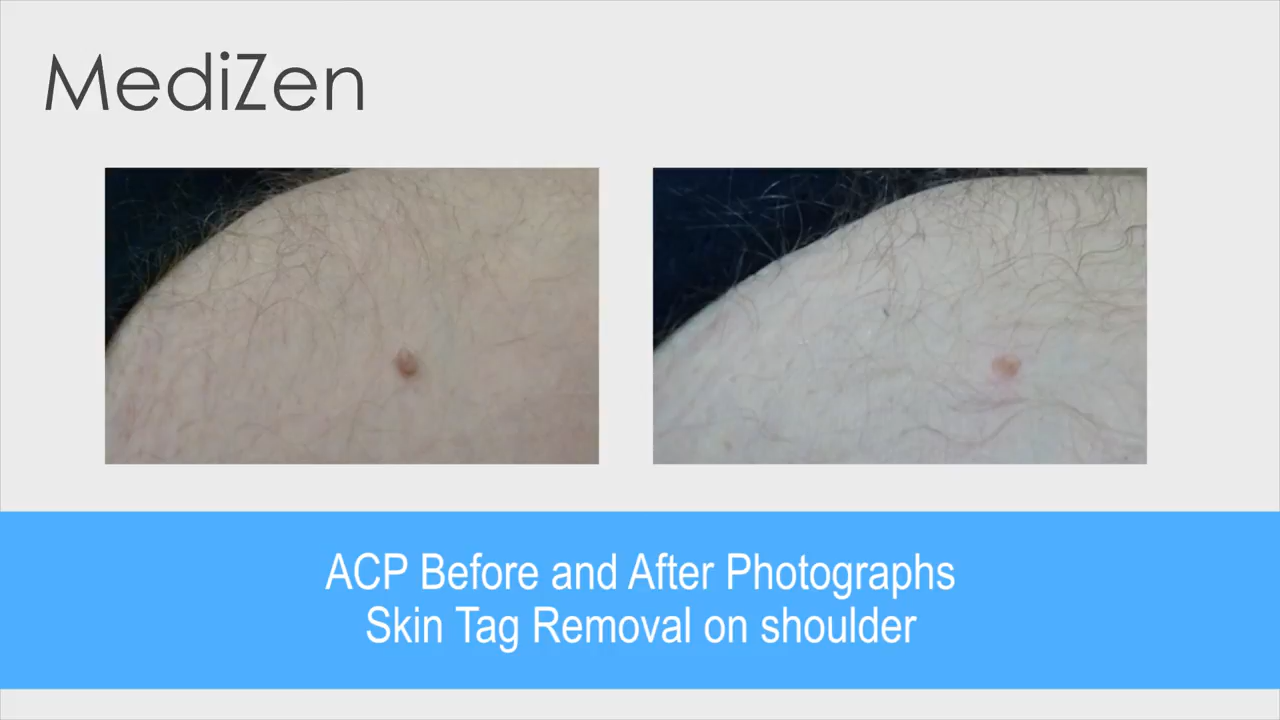 MediZen
ACP Before and After Photographs
Skin Tag Removal on shoulder